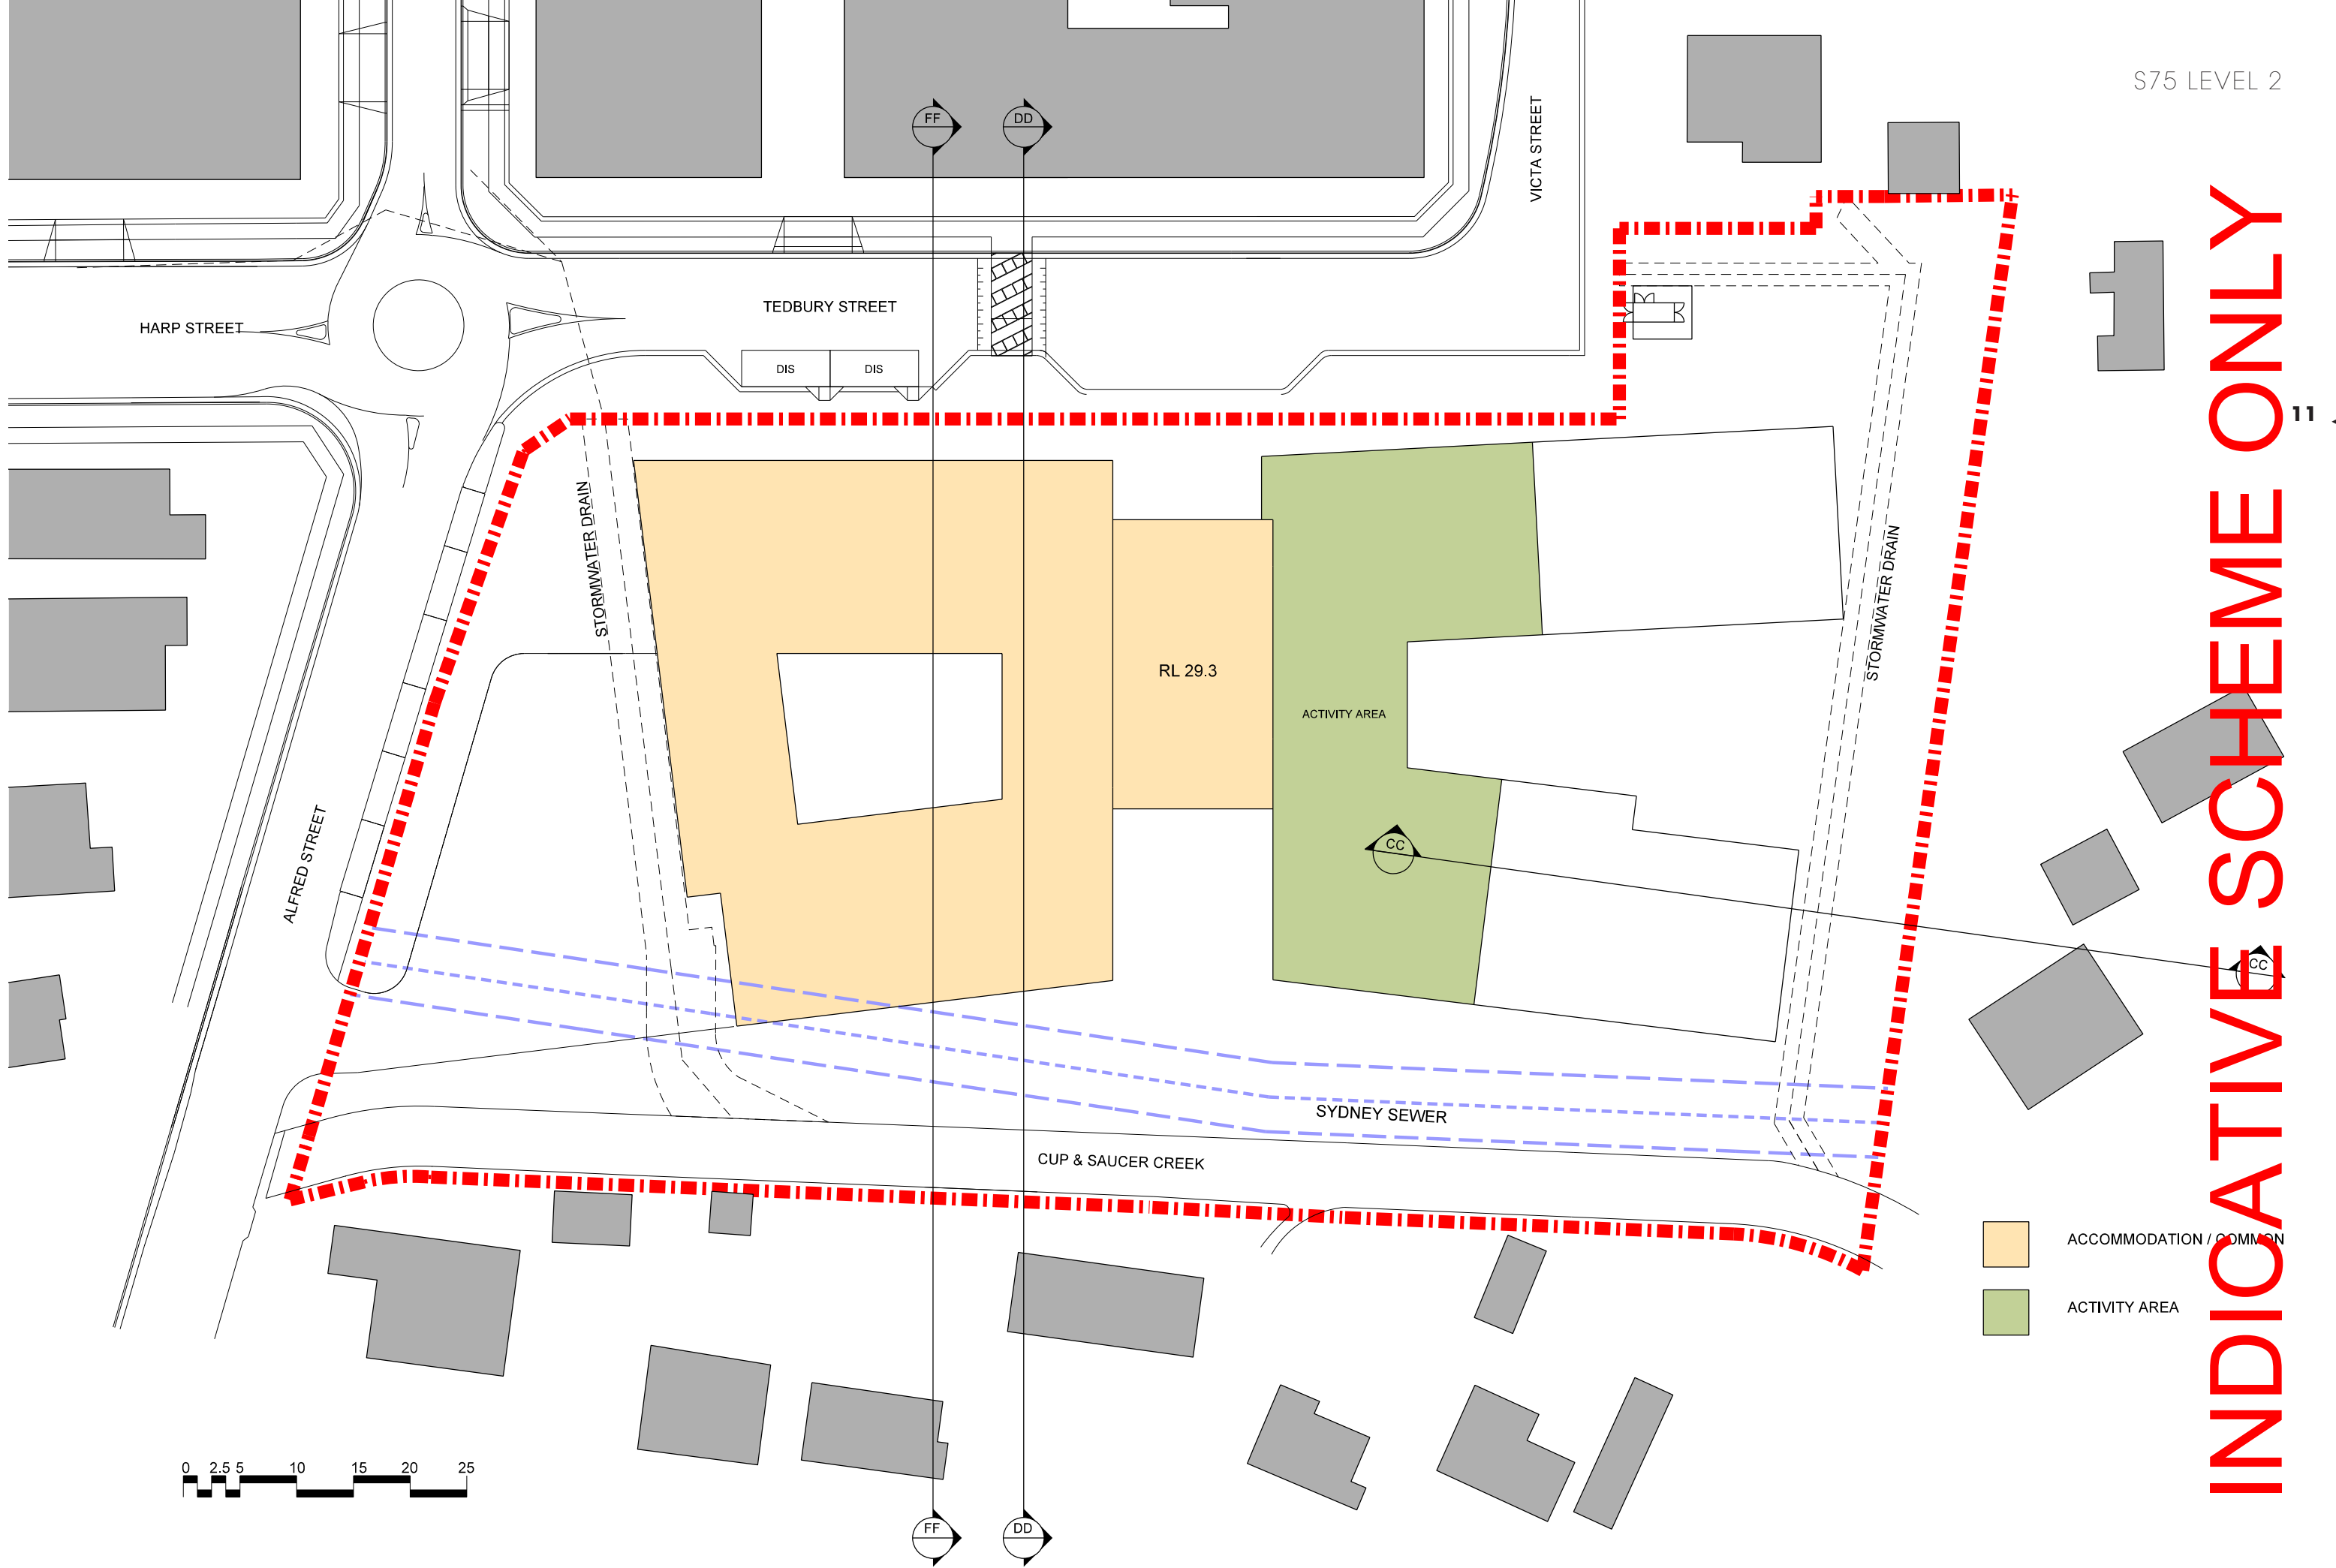 S75 LEVEL 2
FF
DD
VICTA STREET
TEDBURY STREET
HARP STREET
DIS
DIS
11
STORMWATER DRAIN
STORMWATER DRAIN
RL 29.3
ACTIVITY AREA
ALFRED STREET
CC
CC
SYDNEY SEWER
CUP & SAUCER CREEK
ACCOMMODATION / COMMON
ACTIVITY AREA
INDICATIVE SCHEME ONLY
0 2.5 5 10 15 20 25
FF
DD